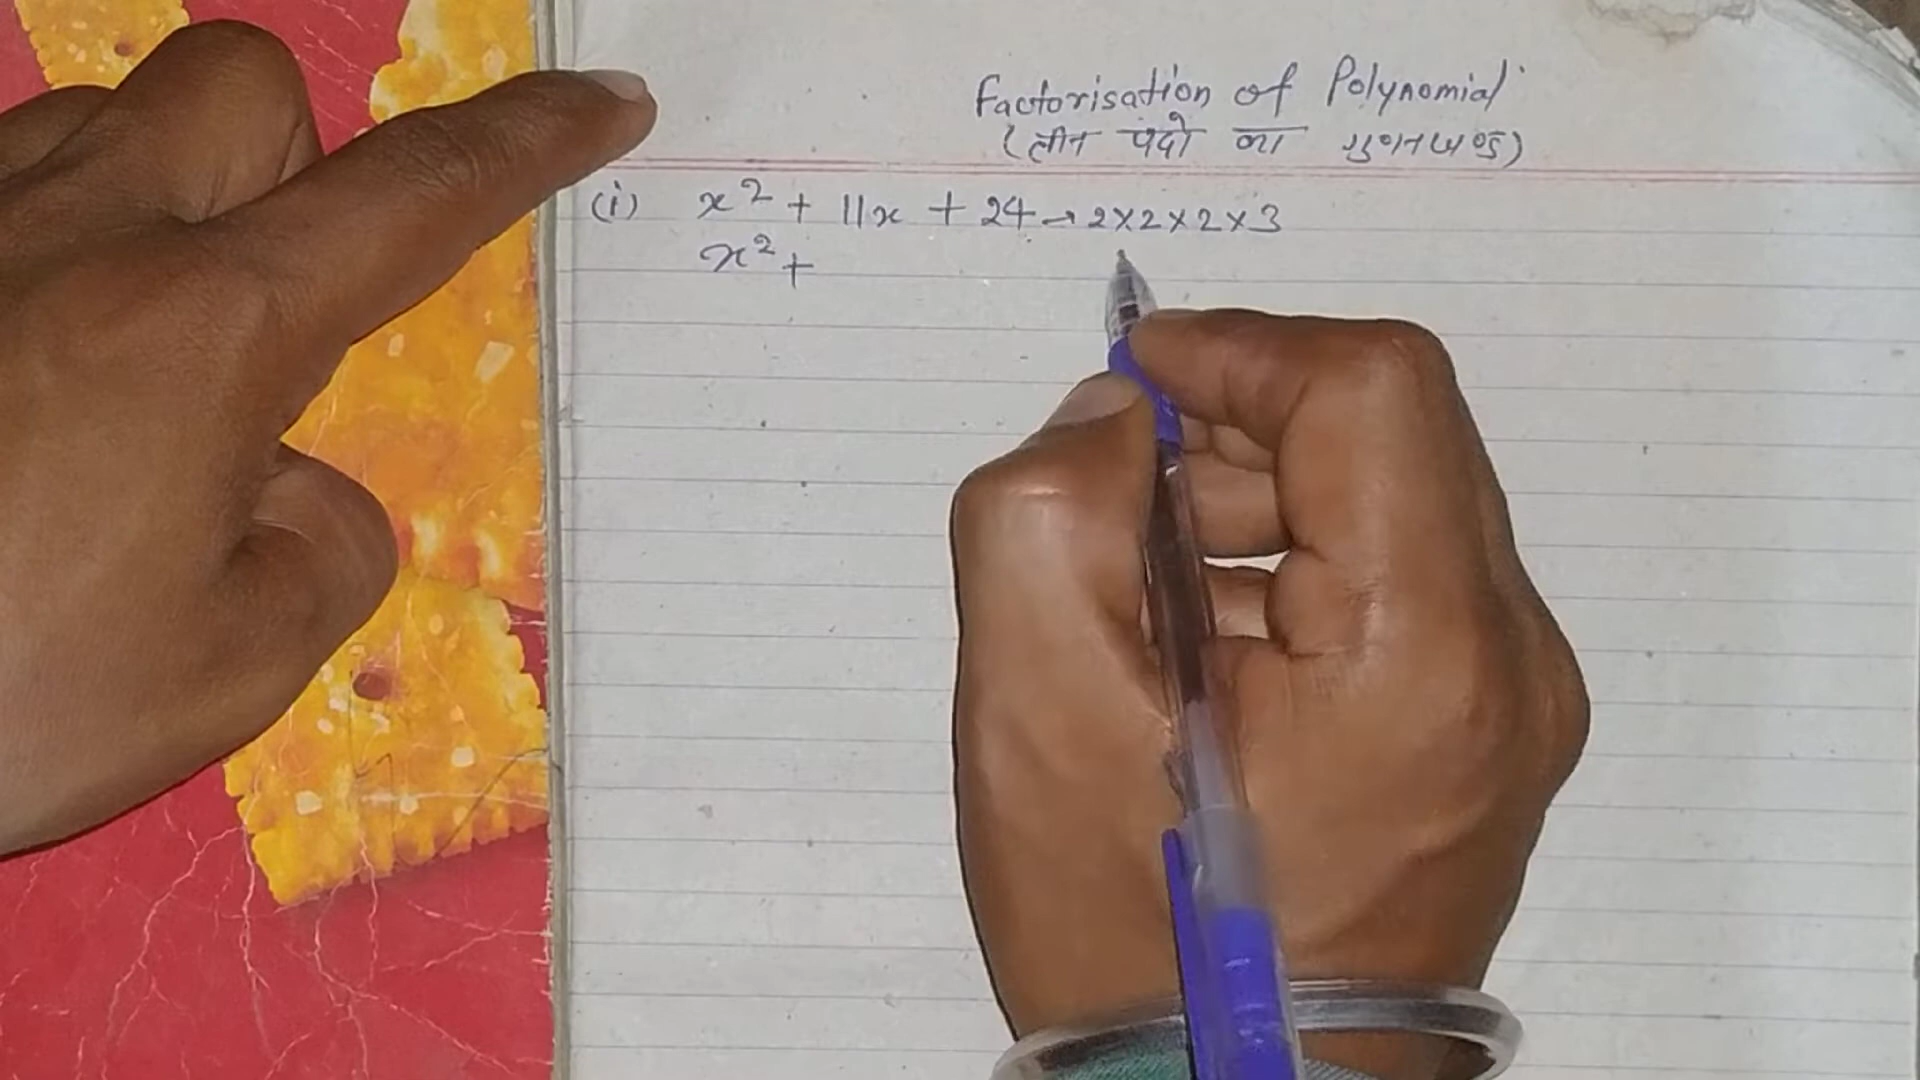 Factorisation of Polynomial
(तीन पदो का गुणनखण्ड)
(i) x² + 11x + 24 → 2×2×2×3
x² +